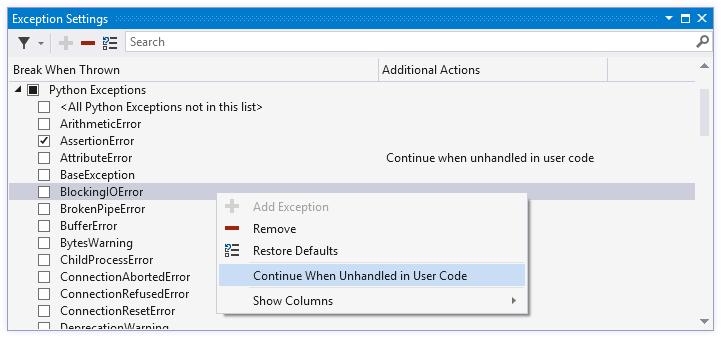 Exception Settings
Search
Break When Thrown Additional Actions
Python Exceptions
<All Python Exceptions not in this list>
ArithmeticError
AssertionError
AttributeError Continue when unhandled in user code
BaseException
BlockingIOError
BrokenPipeError
BufferError
BytesWarning
ChildProcessError
ConnectionAbortedError
ConnectionRefusedError
ConnectionResetError
DeprecationWarning
Add Exception
Remove
Restore Defaults
Continue When Unhandled in User Code
Show Columns